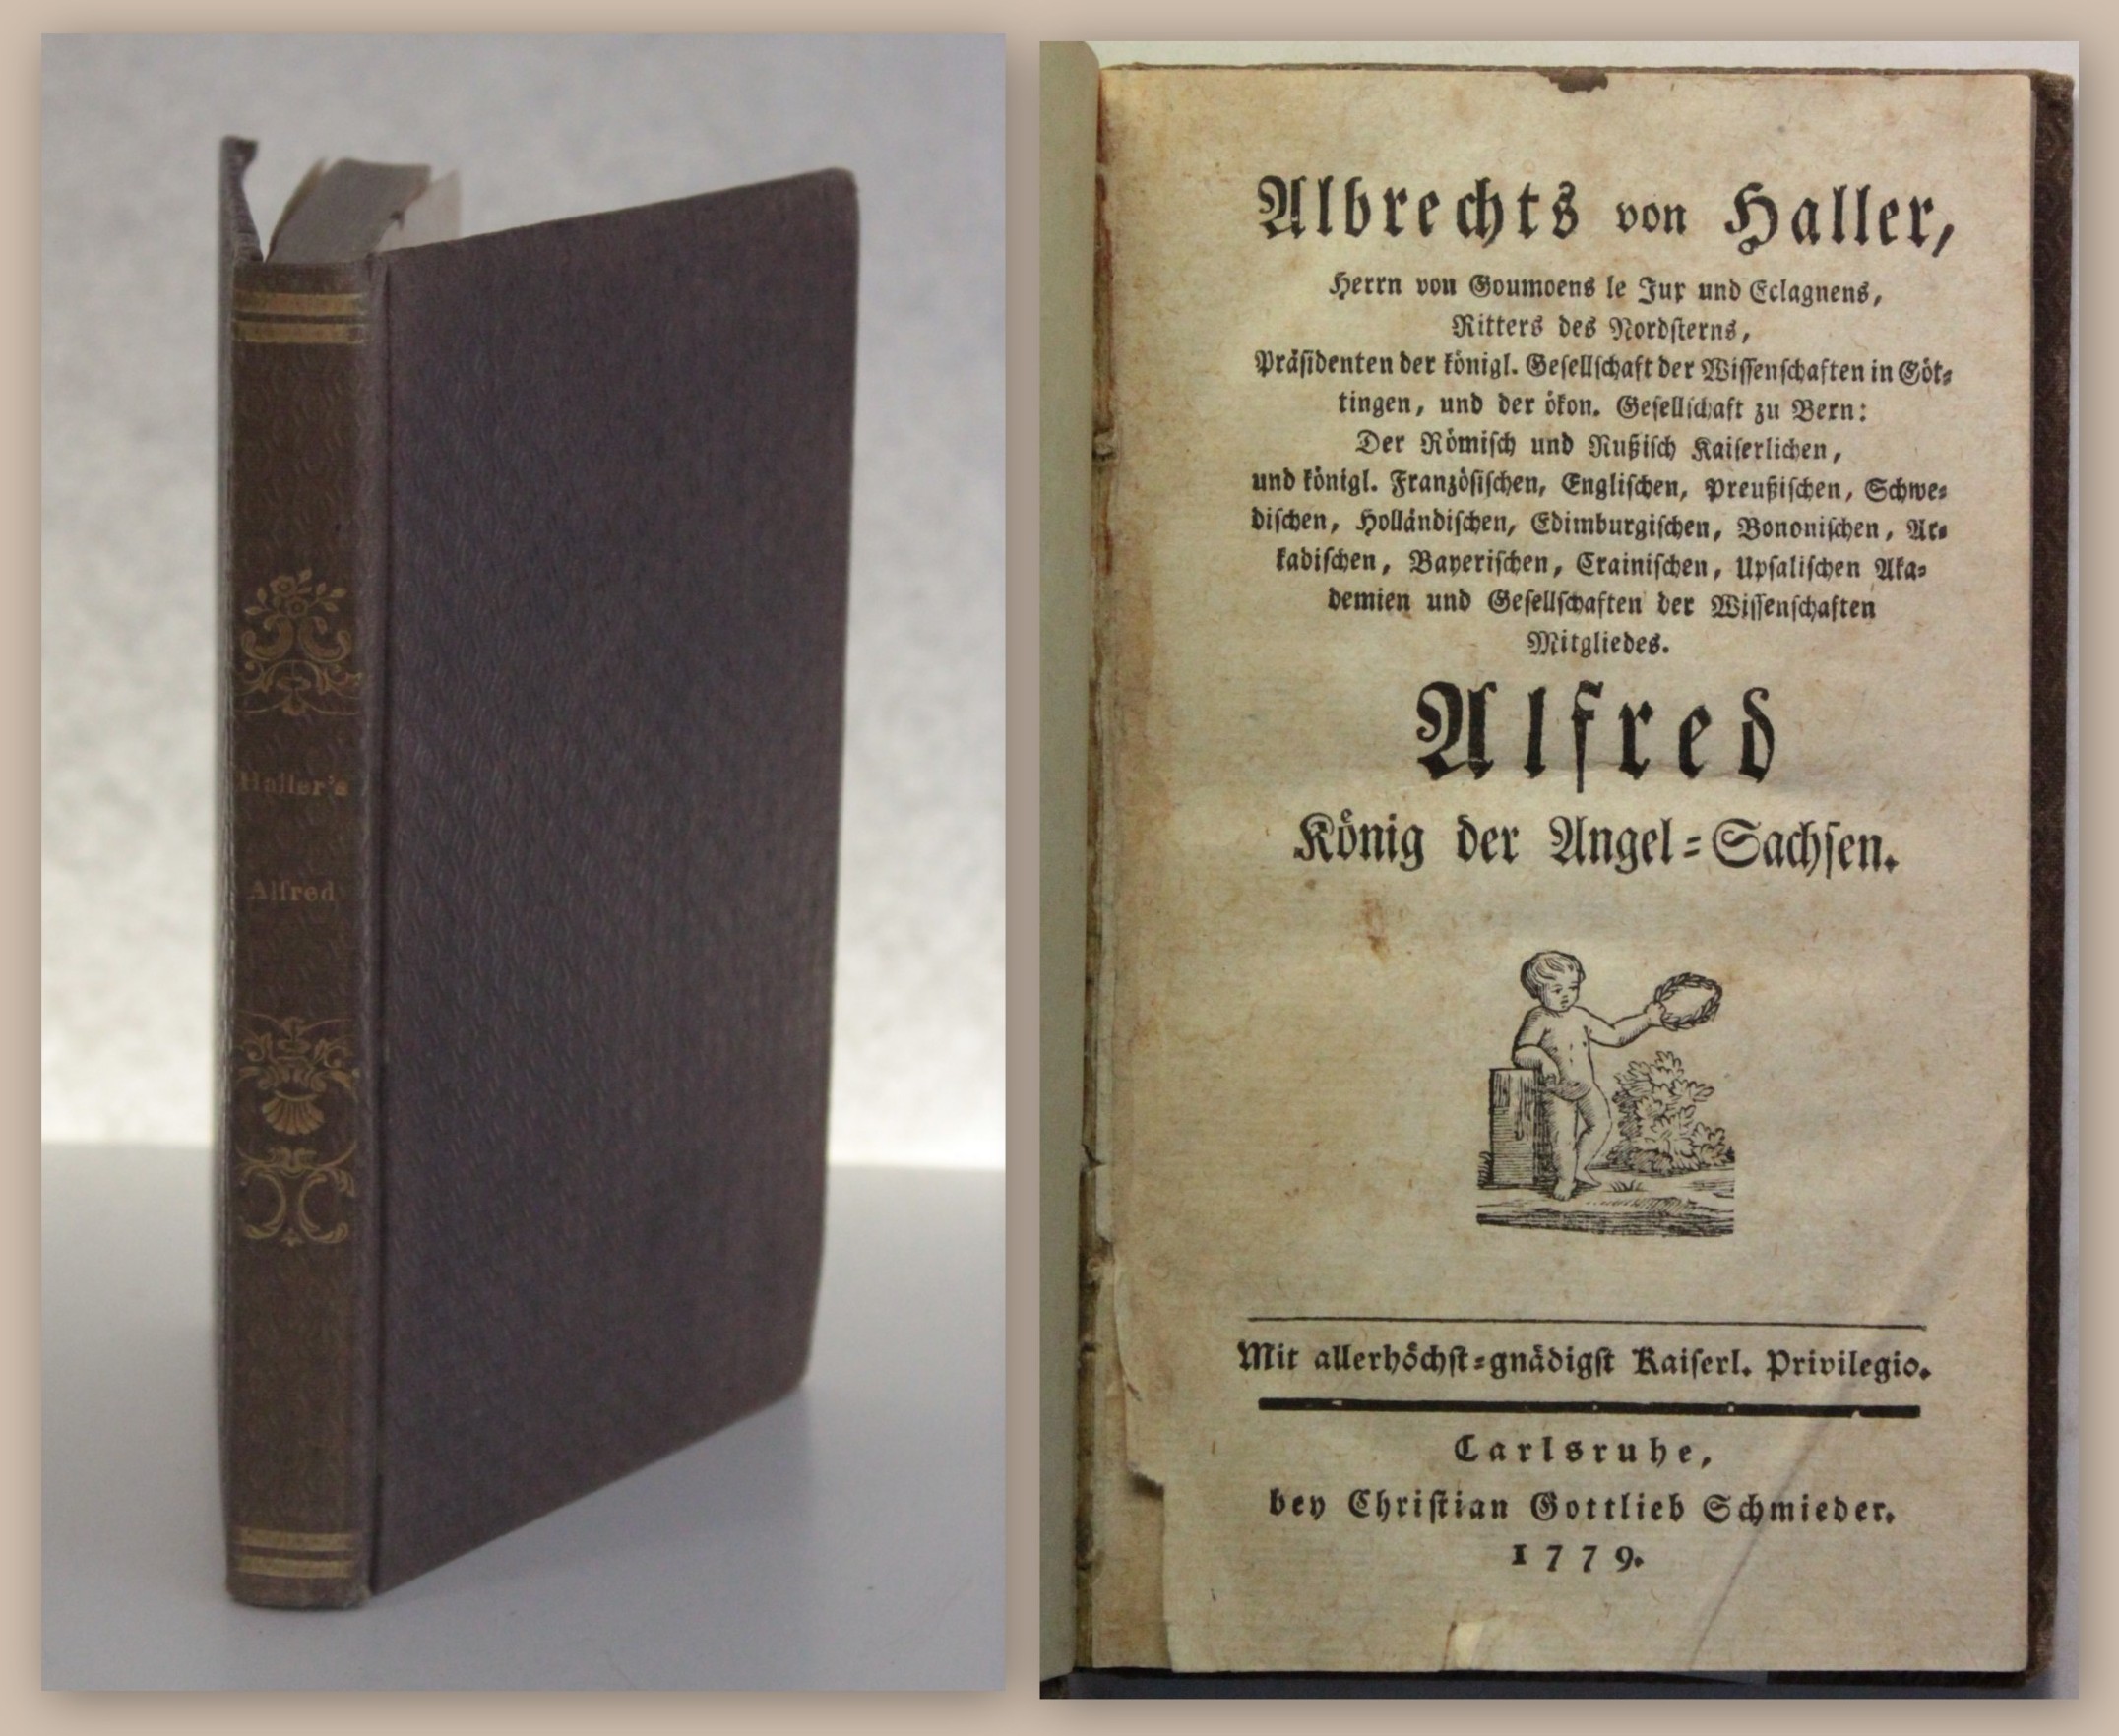 Haller's
Alfred
Albrechts von Haller,
Herrn von Goumoens le Jux und Eclagnens,
Ritters des Nordſterns,
Präſidenten der königl. Geſellſchaft der Wiſſenſchaften in Göt⸗
tingen, und der ökon. Geſellſchaft zu Bern:
Der Römiſch und Rußiſch Kaiſerlichen,
und königl. Franzöſiſchen, Engliſchen, Preußiſchen, Schwe⸗
diſchen, Holländiſchen, Edimburgiſchen, Bononiſchen, Ar⸗
kadiſchen, Bayeriſchen, Crainiſchen, Upſaliſchen Aka⸗
demien und Geſellſchaften der Wiſſenſchaften
Mitgliedes.
Alfred
König der Angel⸗Sachſen.
Mit allerhöchſt⸗gnädigſt Kaiſerl. Privilegio.
Carlsruhe,
bey Chriſtian Gottlieb Schmieder.
1779.